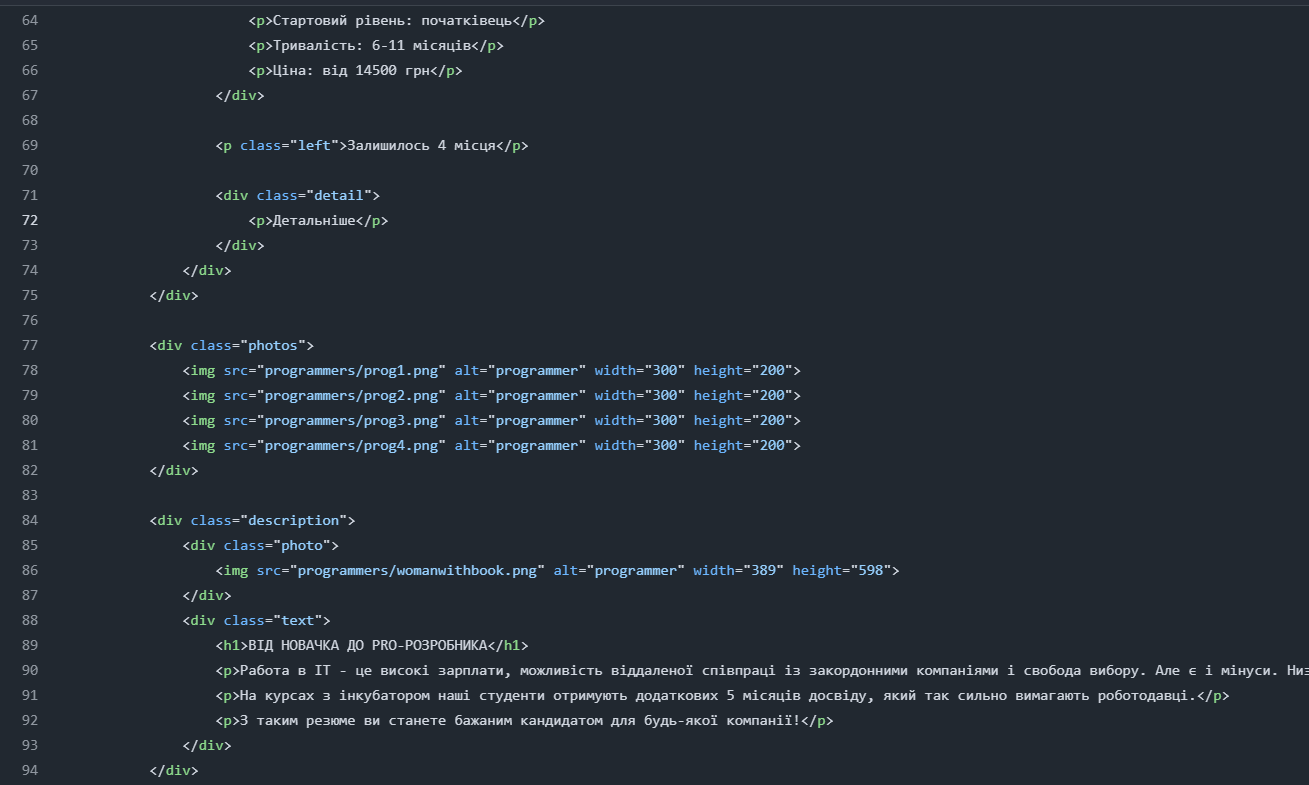 64 <p>Стартовий рівень: початківець</p>
65 <p>Тривалість: 6-11 місяців</p>
66 <p>Ціна: від 14500 грн</p>
67 </div>
68
69 <p class="left">Залишилось 4 місця</p>
70
71 <div class="detail">
72 <p>Детальніше</p>
73 </div>
74 </div>
75 </div>
76
77 <div class="photos">
78 <img src="programmers/prog1.png" alt="programmer" width="300" height="200">
79 <img src="programmers/prog2.png" alt="programmer" width="300" height="200">
80 <img src="programmers/prog3.png" alt="programmer" width="300" height="200">
81 <img src="programmers/prog4.png" alt="programmer" width="300" height="200">
82 </div>
83
84 <div class="description">
85 <div class="photo">
86 <img src="programmers/womanwithbook.png" alt="programmer" width="389" height="598">
87 </div>
88 <div class="text">
89 <h1>ВІД НОВАЧКА ДО PRO-РОЗРОБНИКА</h1>
90 <p>Работа в IT - це високі зарплати, можливість віддаленої співпраці із закордонними компаніями і свобода вибору. Але є і мінуси.
91 <p>На курсах з інкубатором наші студенти отримують додаткових 5 місяців досвіду, який так сильно вимагають роботодавці.</p>
92 <p>З таким резюме ви станете бажаним кандидатом для будь-якої компанії!</p>
93 </div>
94 </div>